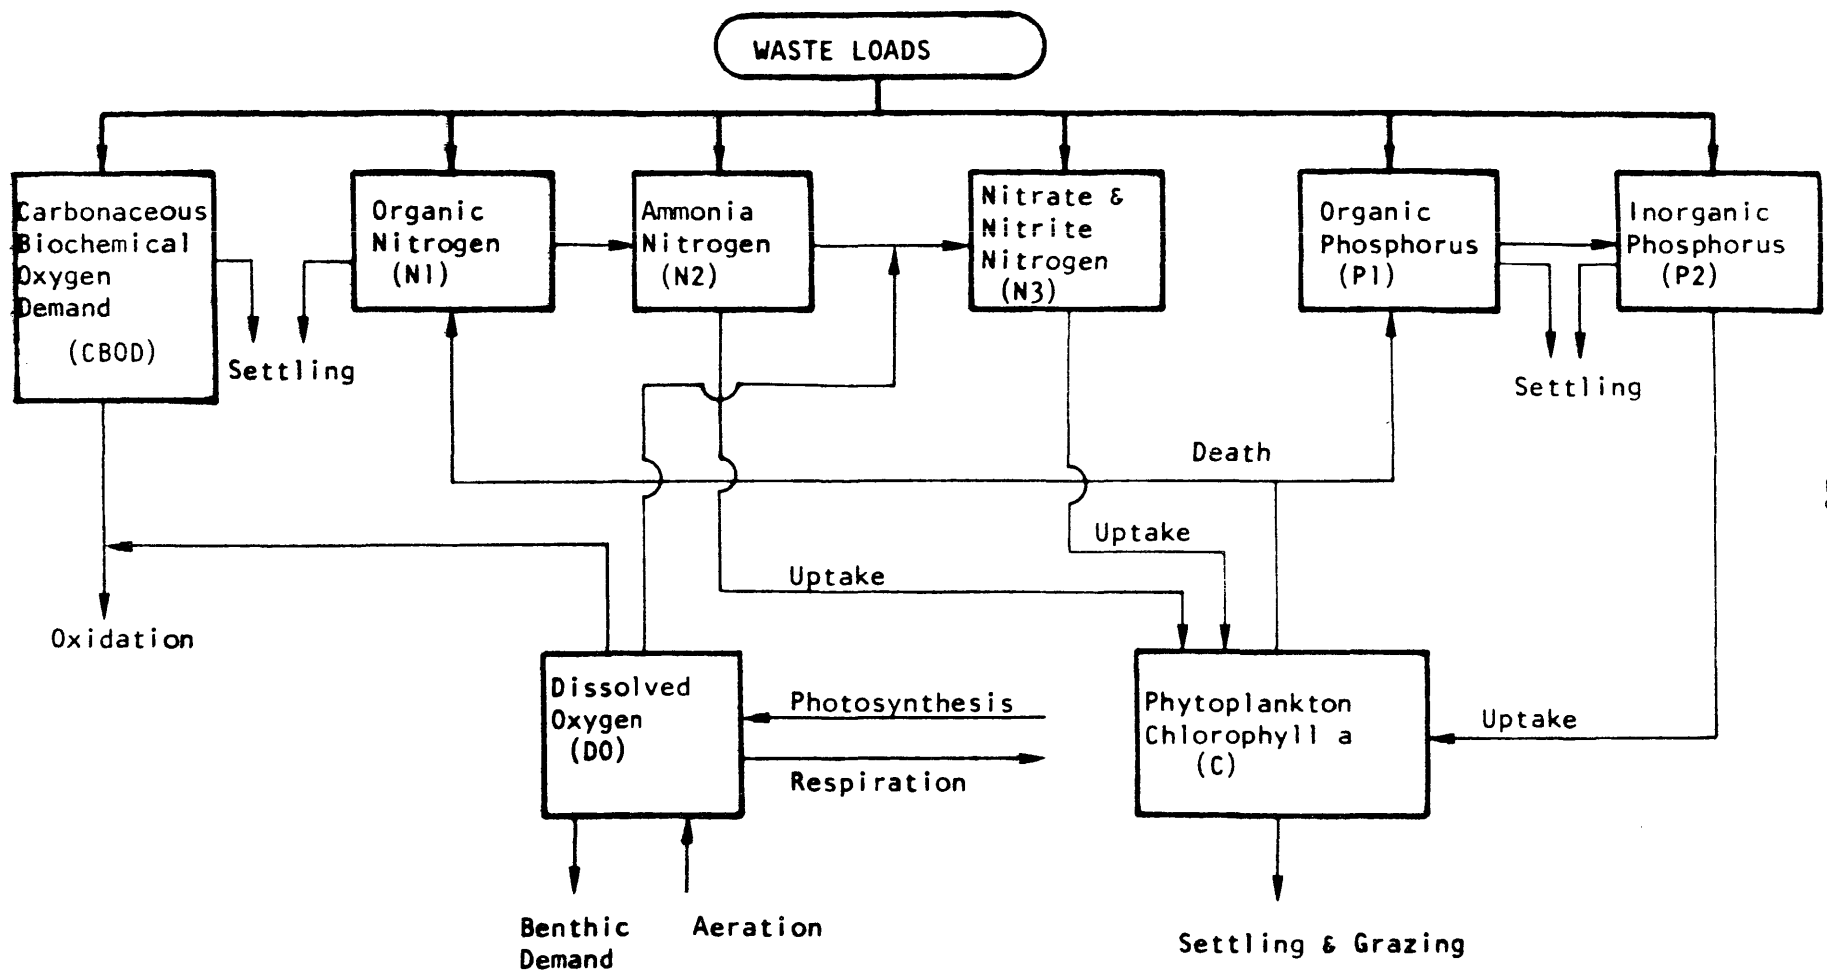 WASTE LOADS
Carbonaceous
Biochemical
Oxygen
Demand
(CBOD)
Organic
Nitrogen
(N1)
Ammonia
Nitrogen
(N2)
Nitrate &
Nitrite
Nitrogen
(N3)
Organic
Phosphorus
(P1)
Inorganic
Phosphorus
(P2)
Settling
Settling
Death
Uptake
Uptake
Oxidation
Dissolved
Oxygen
(DO)
Photosynthesis
Respiration
Phytoplankton
Chlorophyll a
(C)
Uptake
Benthic
Demand
Aeration
Settling & Grazing